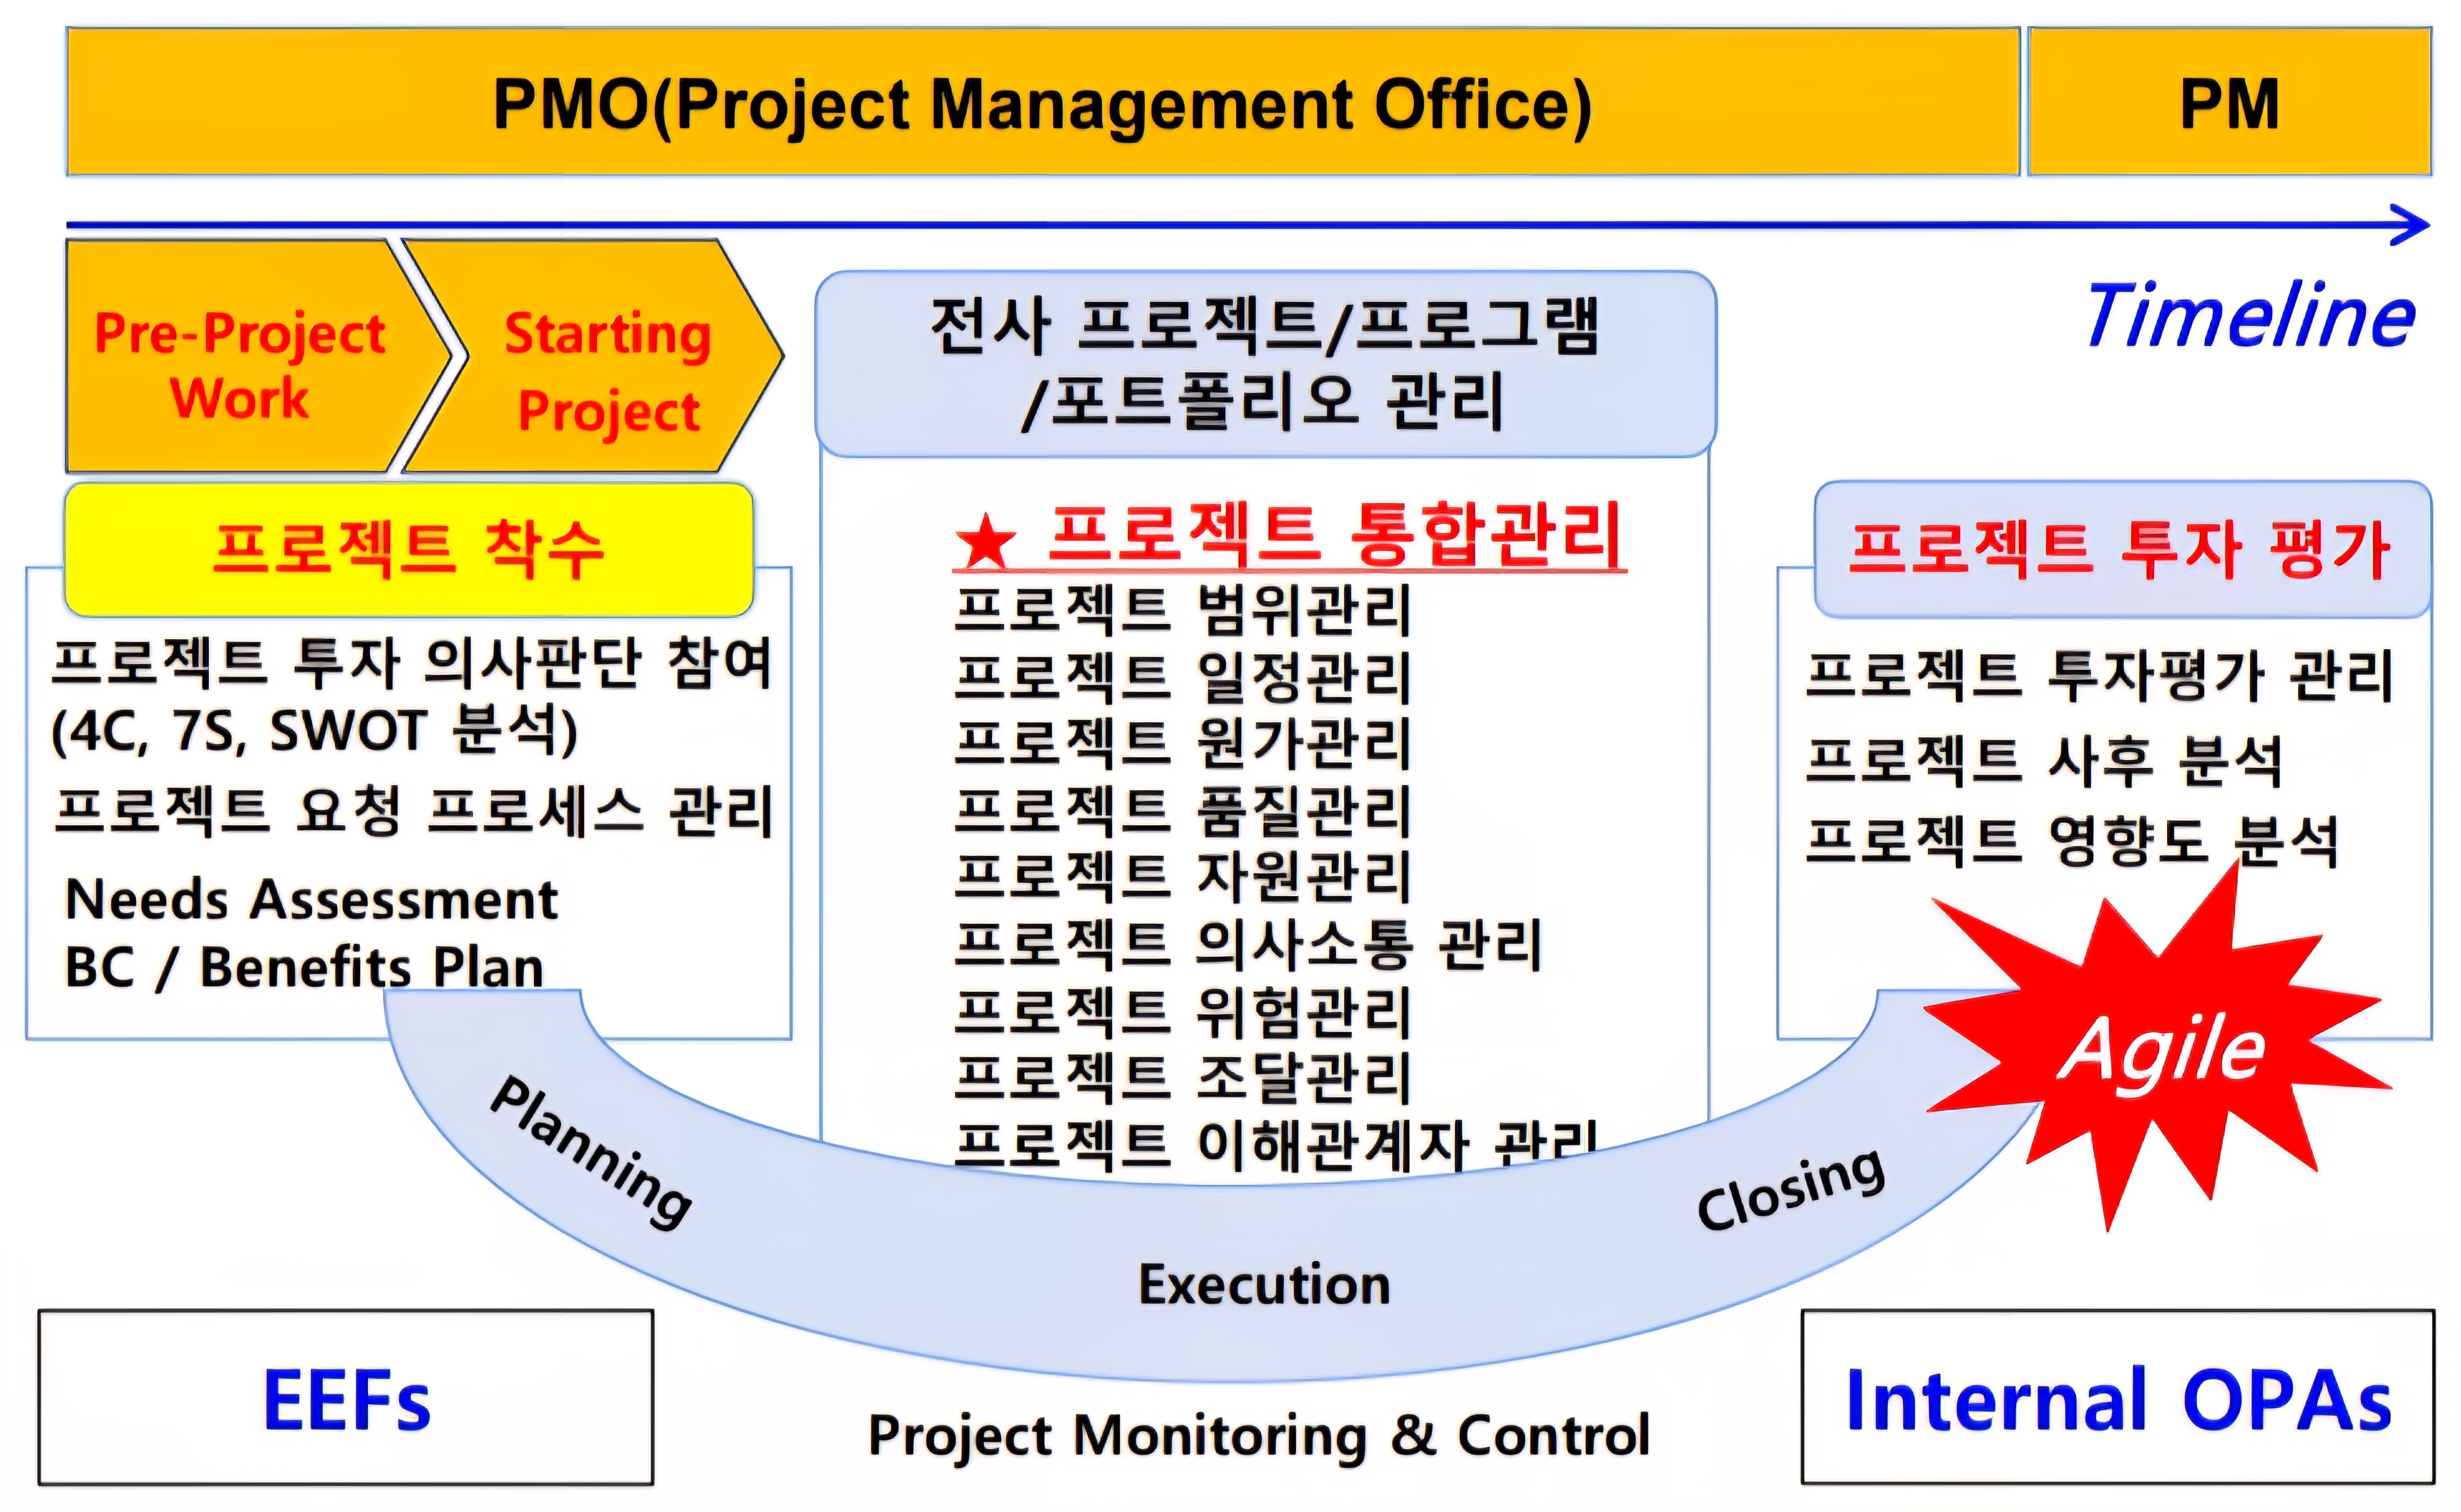 PMO(Project Management Office)
PM
Timeline
Pre-Project
Work
Starting
Project
프로젝트 착수
프로젝트 투자 의사판단 참여
(4C, 7S, SWOT 분석)
프로젝트 요청 프로세스 관리
Needs Assessment
BC / Benefits Plan
전사 프로젝트/프로그램
/포트폴리오 관리
★ 프로젝트 통합관리
프로젝트 범위관리
프로젝트 일정관리
프로젝트 원가관리
프로젝트 품질관리
프로젝트 자원관리
프로젝트 의사소통 관리
프로젝트 위험관리
프로젝트 조달관리
프로젝트 이해관계자 관리
프로젝트 투자 평가
프로젝트 투자평가 관리
프로젝트 사후 분석
프로젝트 영향도 분석
Agile
Planning
Execution
Closing
Project Monitoring & Control
EEFs
Internal OPAs